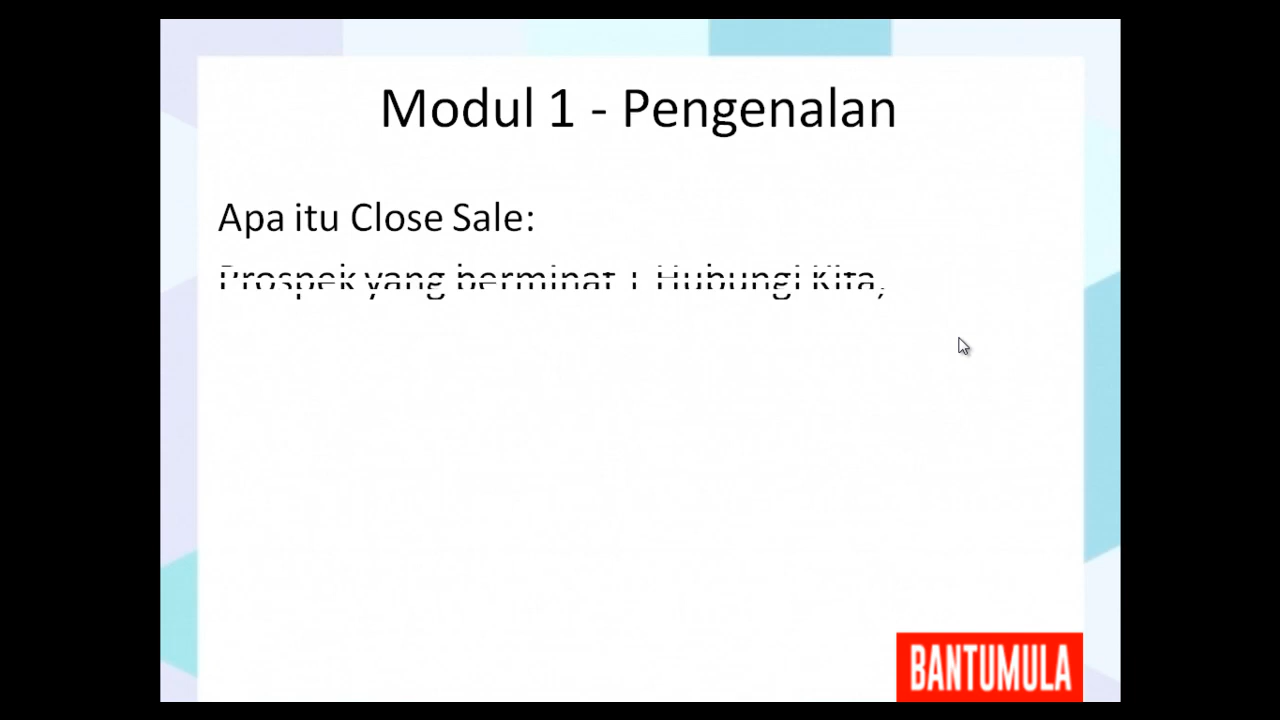 Modul 1 - Pengenalan
Apa itu Close Sale:
Prospek yang berminat + Hubungi Kita,
BANTUMULA